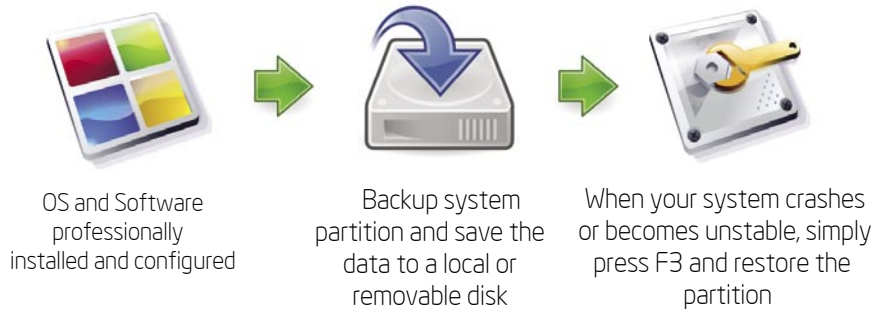 OS and Software
professionally
installed and configured
Backup system
partition and save the
data to a local or
removable disk
When your system crashes
or becomes unstable, simply
press F3 and restore the
partition